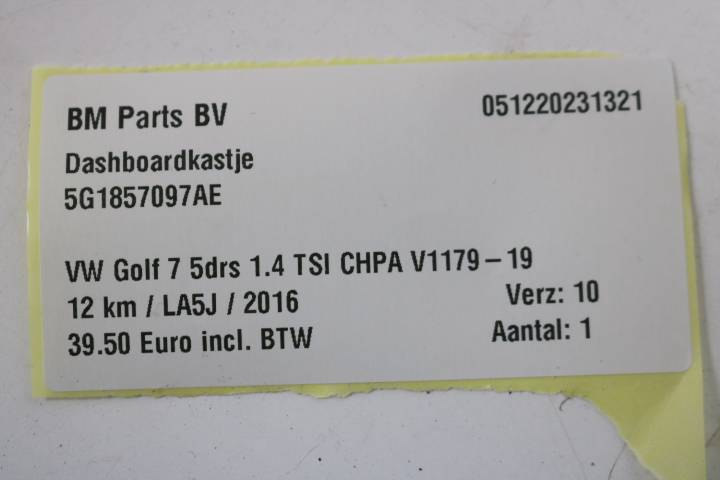 BM Parts BV
051220231321
Dashboardkastje
5G1857097AE
VW Golf 7 5drs 1.4 TSI CHPA V1179-19
12 km / LA5J / 2016
Verz: 10
39.50 Euro incl. BTW
Aantal: 1